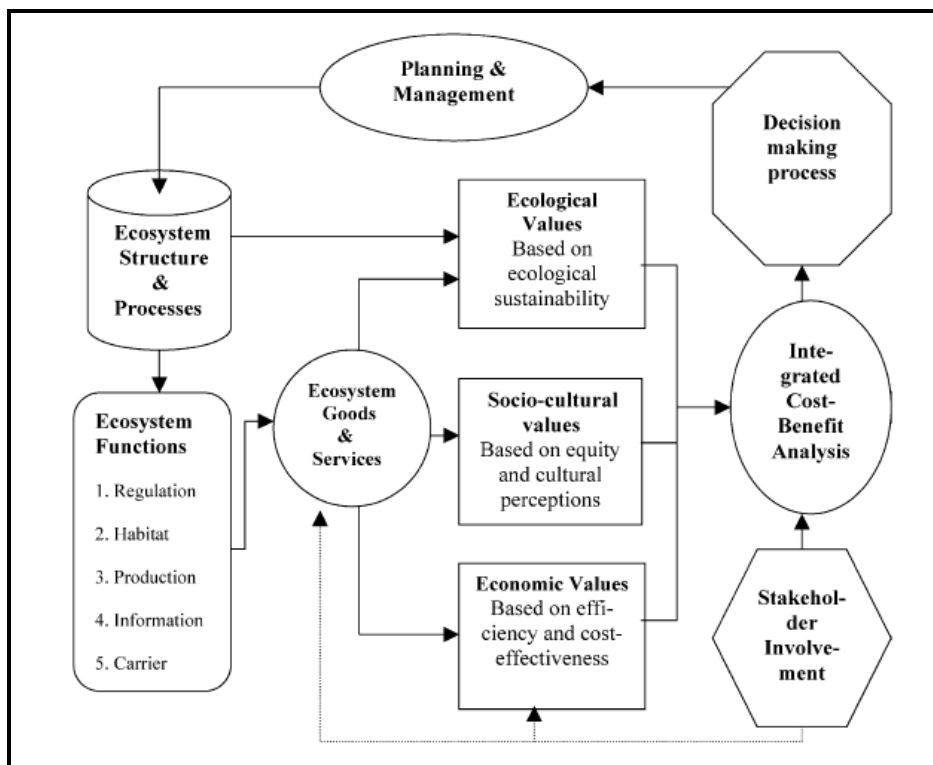 Planning &
Management
Decision
making
process
Ecosystem
Structure
&
Processes
Ecological
Values
Based on
ecological
sustainability
Ecosystem
Functions
1. Regulation
2. Habitat
3. Production
4. Information
5. Carrier
Ecosystem
Goods
&
Services
Socio-cultural
values
Based on equity
and cultural
perceptions
Inte-
grated
Cost-
Benefit
Analysis
Economic Values
Based on effi-
ciency and cost-
effectiveness
Stakehol-
der
Involve-
ment